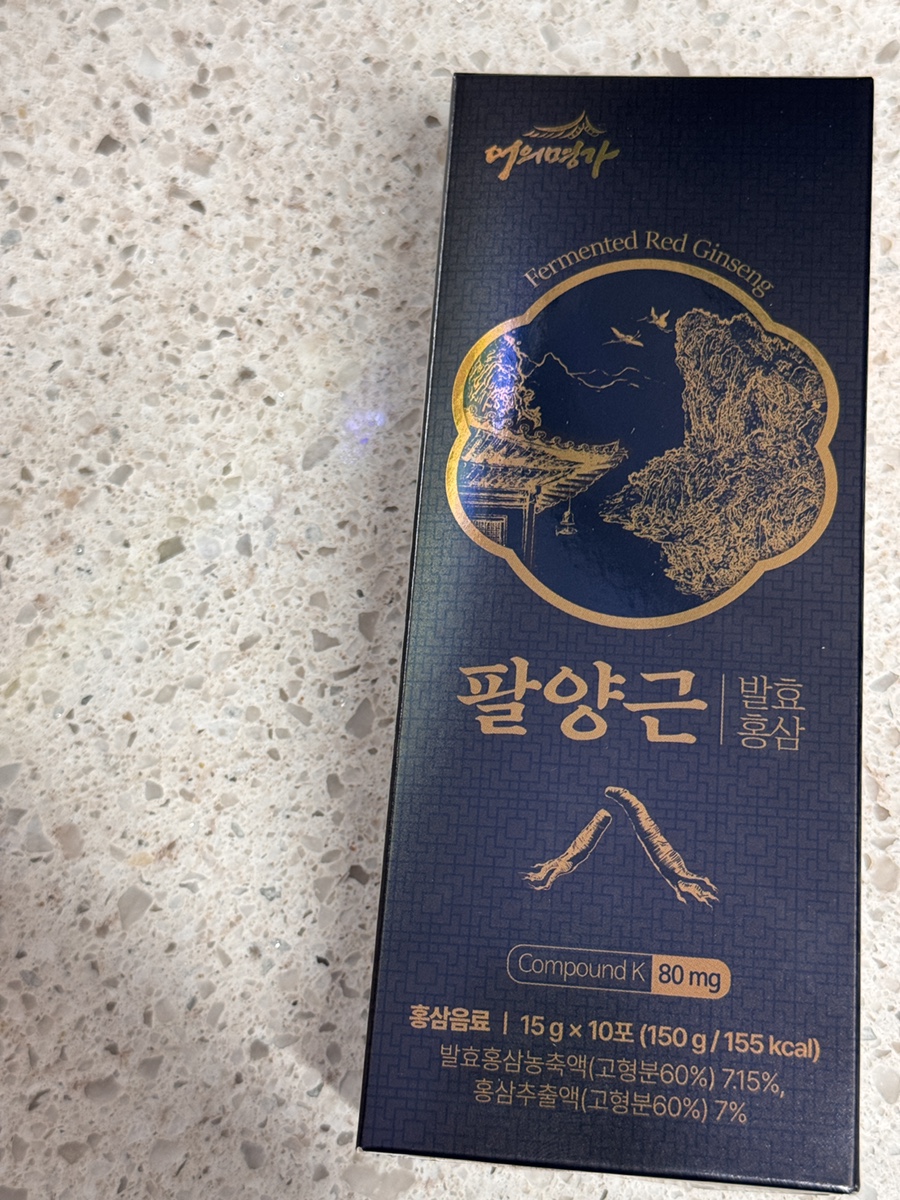 어의명가
Fermented Red Ginseng
팔양근
발효
홍삼
Compound K 80 mg
홍삼음료 | 15 g × 10포 (150 g / 155 kcal)
발효홍삼농축액(고형분60%) 7.15%,
홍삼추출액(고형분60%) 7%